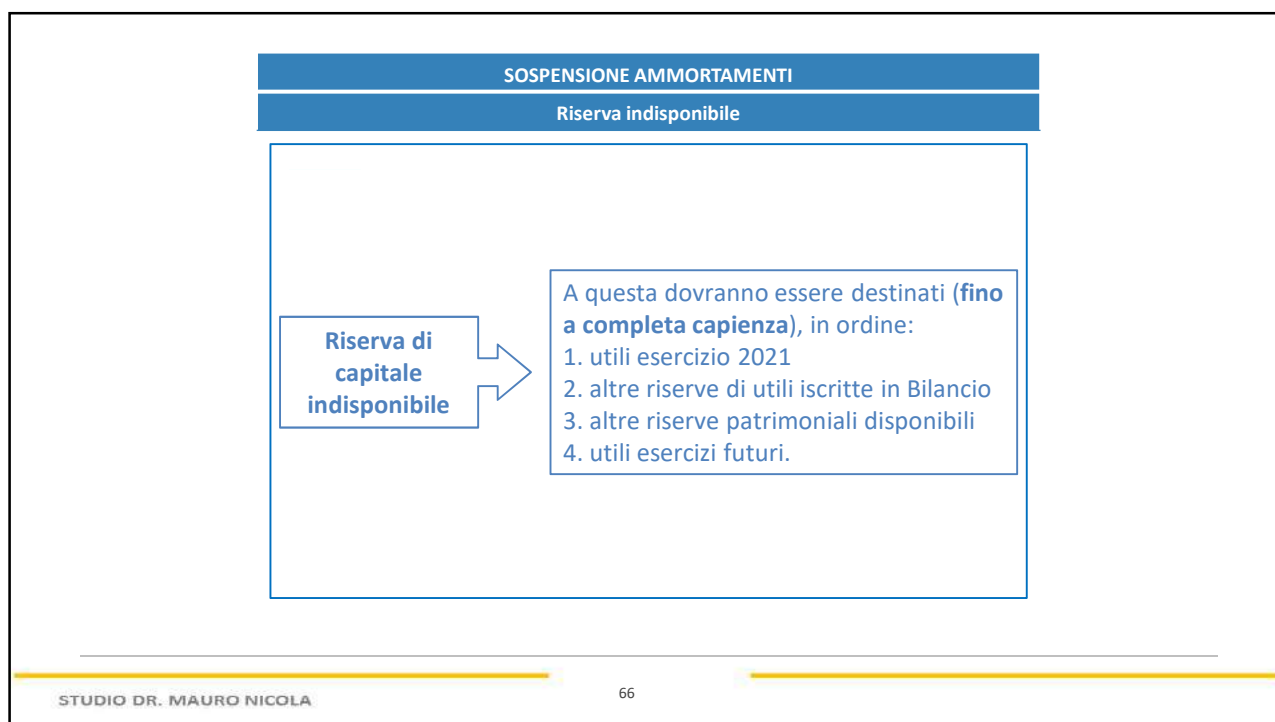 SOSPENSIONE AMMORTAMENTI
Riserva indisponibile
Riserva di
capitale
indisponibile
A questa dovranno essere destinati (fino
a completa capienza), in ordine:
1. utili esercizio 2021
2. altre riserve di utili iscritte in Bilancio
3. altre riserve patrimoniali disponibili
4. utili esercizi futuri.
STUDIO DR. MAURO NICOLA
66